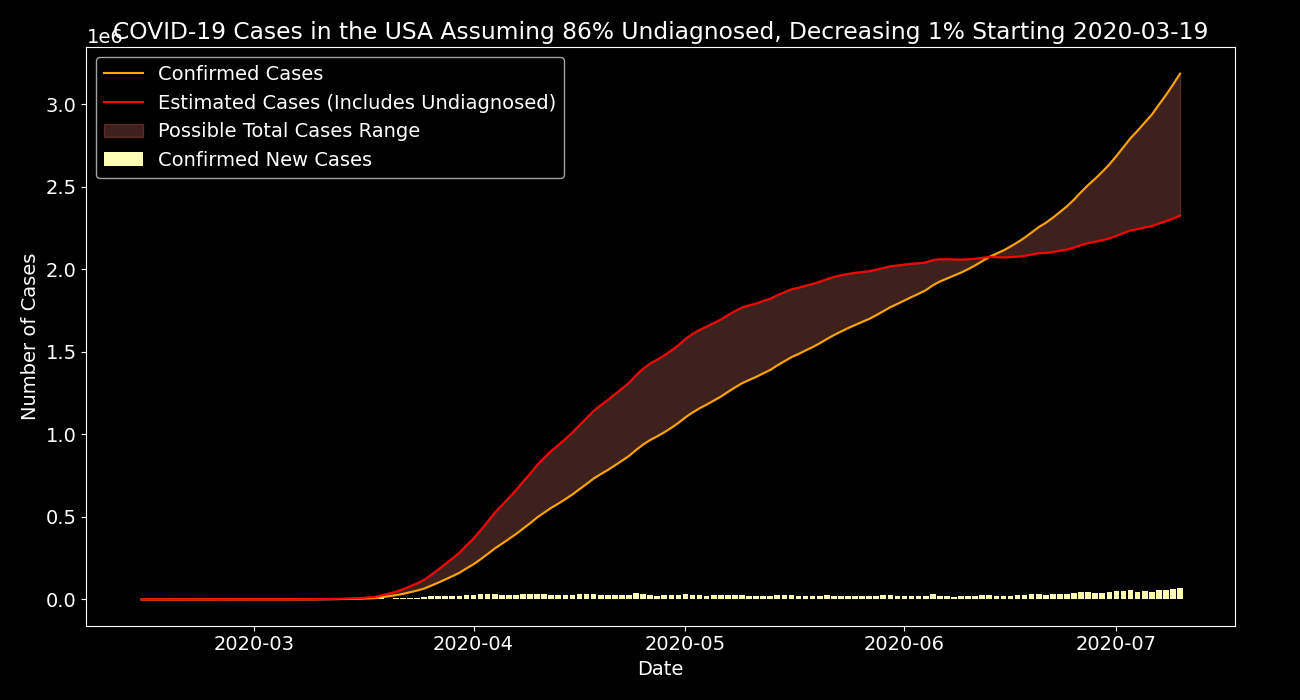 COVID-19 Cases in the USA Assuming 86% Undiagnosed, Decreasing 1% Starting 2020-03-19
1e6
Confirmed Cases
Estimated Cases (Includes Undiagnosed)
Possible Total Cases Range
Confirmed New Cases
3.0
2.5
2.0
1.5
1.0
0.5
0.0
Number of Cases
2020-03 2020-04 2020-05 2020-06 2020-07
Date